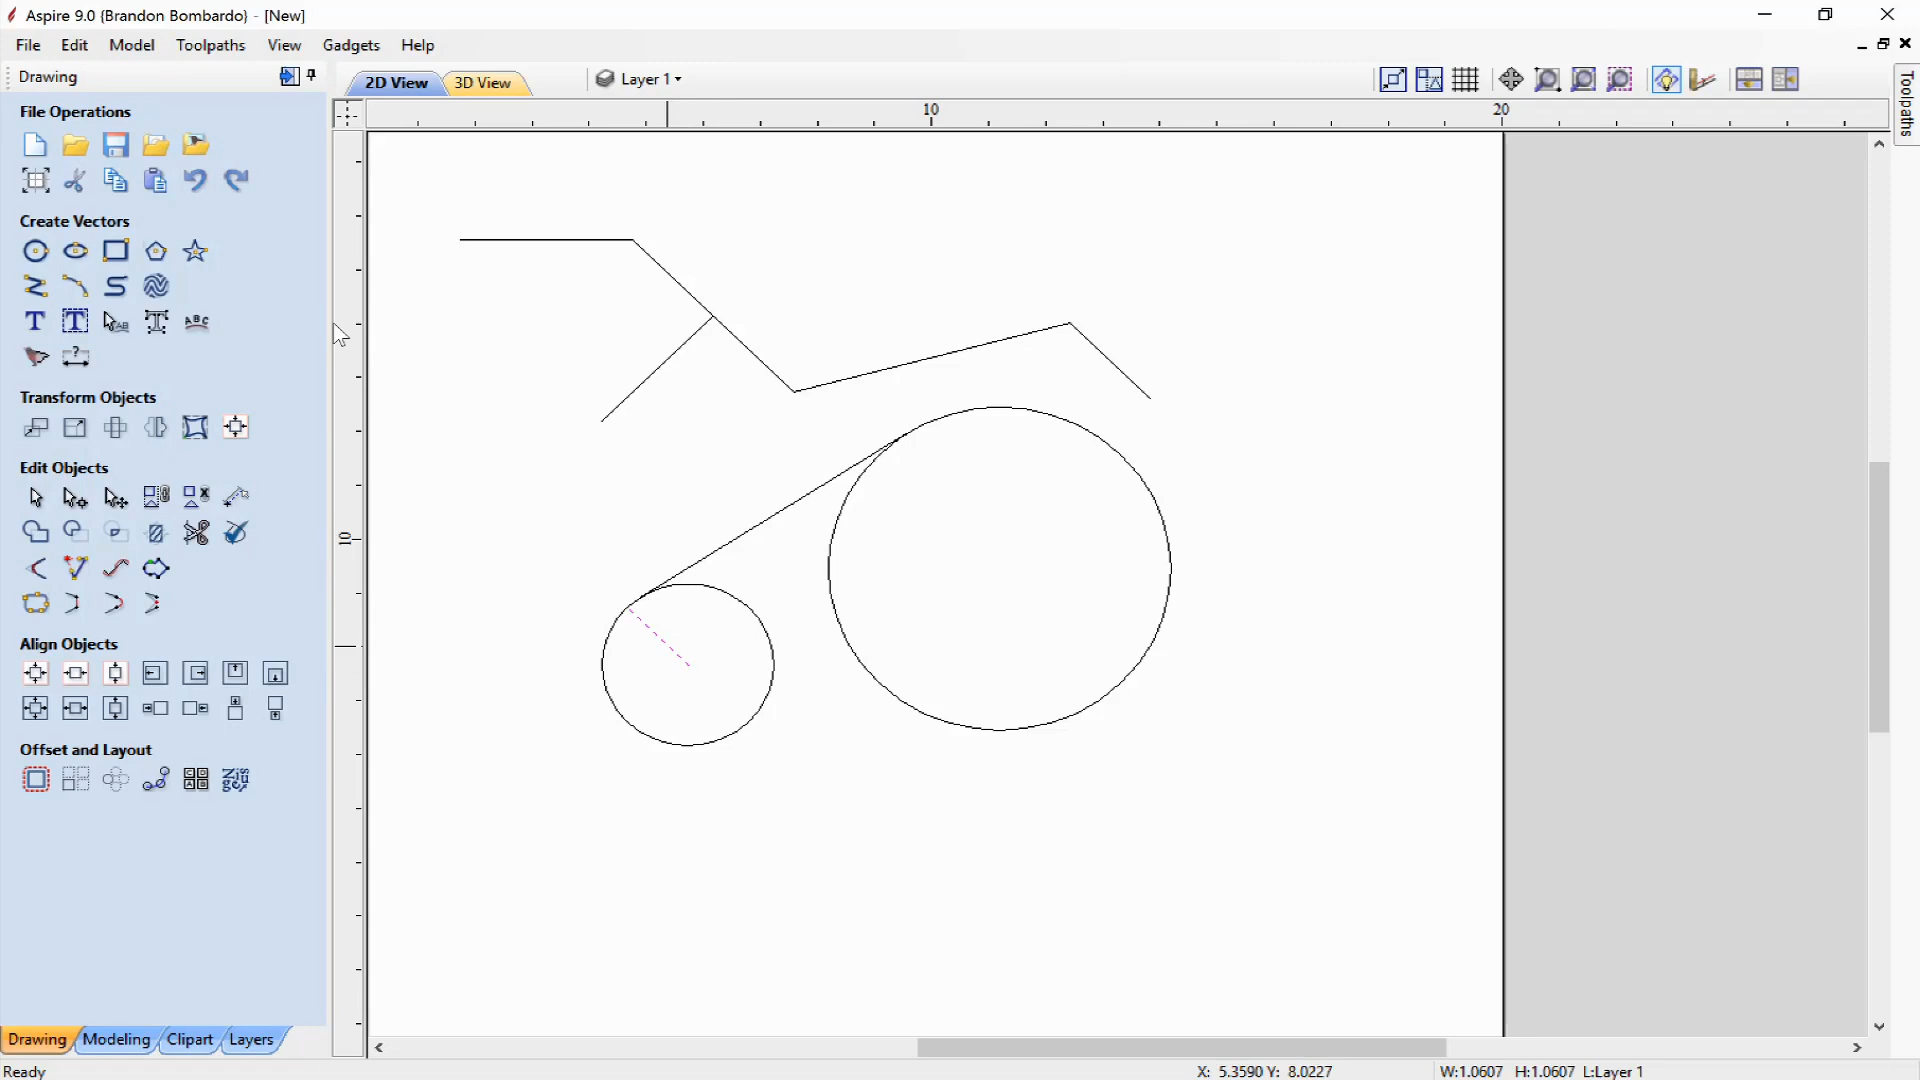 Aspire 9.0 {Brandon Bombardo} - [New]
File Edit Model Toolpaths View Gadgets Help
Drawing
2D View 3D View Layer 1
Toolpaths
File Operations
10 20
Create Vectors
Transform Objects
Edit Objects
10
Align Objects
Offset and Layout
Drawing Modeling Clipart Layers
Ready X: 5.3590 Y: 8.0227 W:1.0607 H:1.0607 L:Layer 1